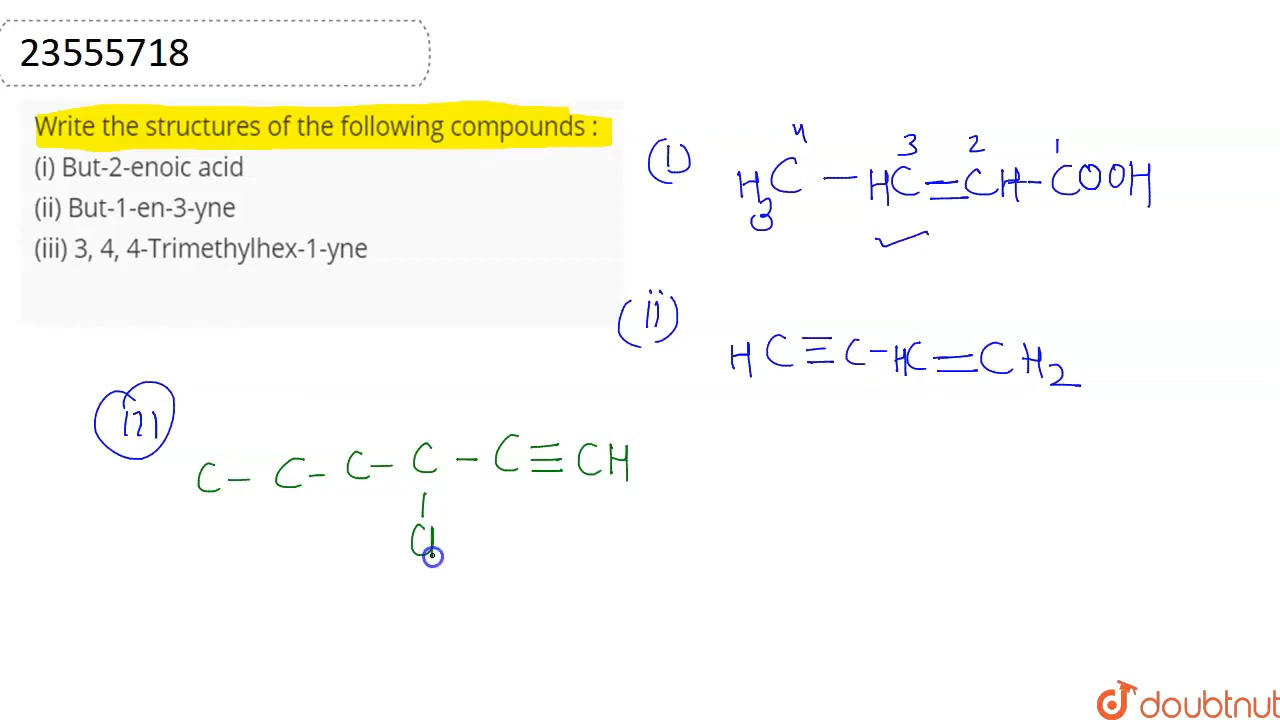 23555718
Write the structures of the following compounds :
(i) But-2-enoic acid
(ii) But-1-en-3-yne
(iii) 3, 4, 4-Trimethylhex-1-yne
(i) H3C – HC = CH – COOH
4 3 2 1
(ii) HC ≡ C – HC = CH2
(iii)
C – C – C – C – C ≡ CH
|
Cl
doubtnut